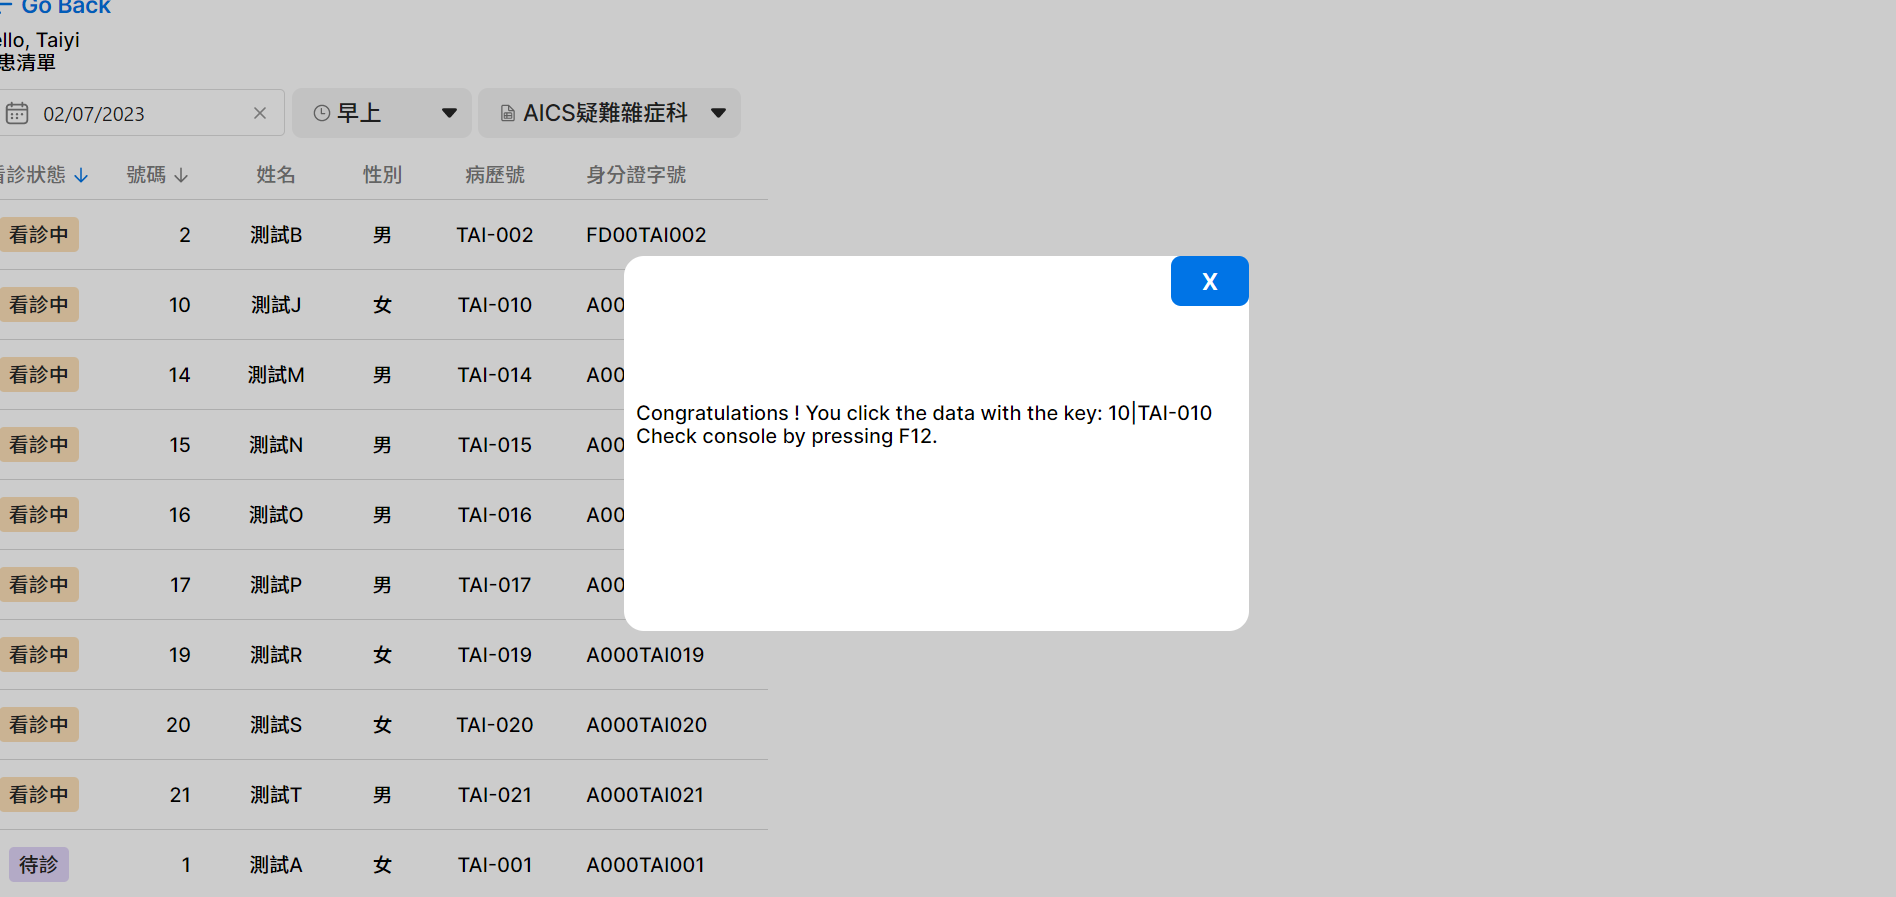 Go Back
llo, Taiyi
患清單
02/07/2023
早上
AICS疑難雜症科
診狀態 號碼 姓名 性別 病歷號 身分證字號
看診中 2 測試B 男 TAI-002 FD00TAI002
看診中 10 測試J 女 TAI-010 A00
看診中 14 測試M 男 TAI-014 A00
看診中 15 測試N 男 TAI-015 A00
看診中 16 測試O 男 TAI-016 A00
看診中 17 測試P 男 TAI-017 A00
看診中 19 測試R 女 TAI-019 A000TAI019
看診中 20 測試S 女 TAI-020 A000TAI020
看診中 21 測試T 男 TAI-021 A000TAI021
待診 1 測試A 女 TAI-001 A000TAI001
X
Congratulations ! You click the data with the key: 10|TAI-010
Check console by pressing F12.